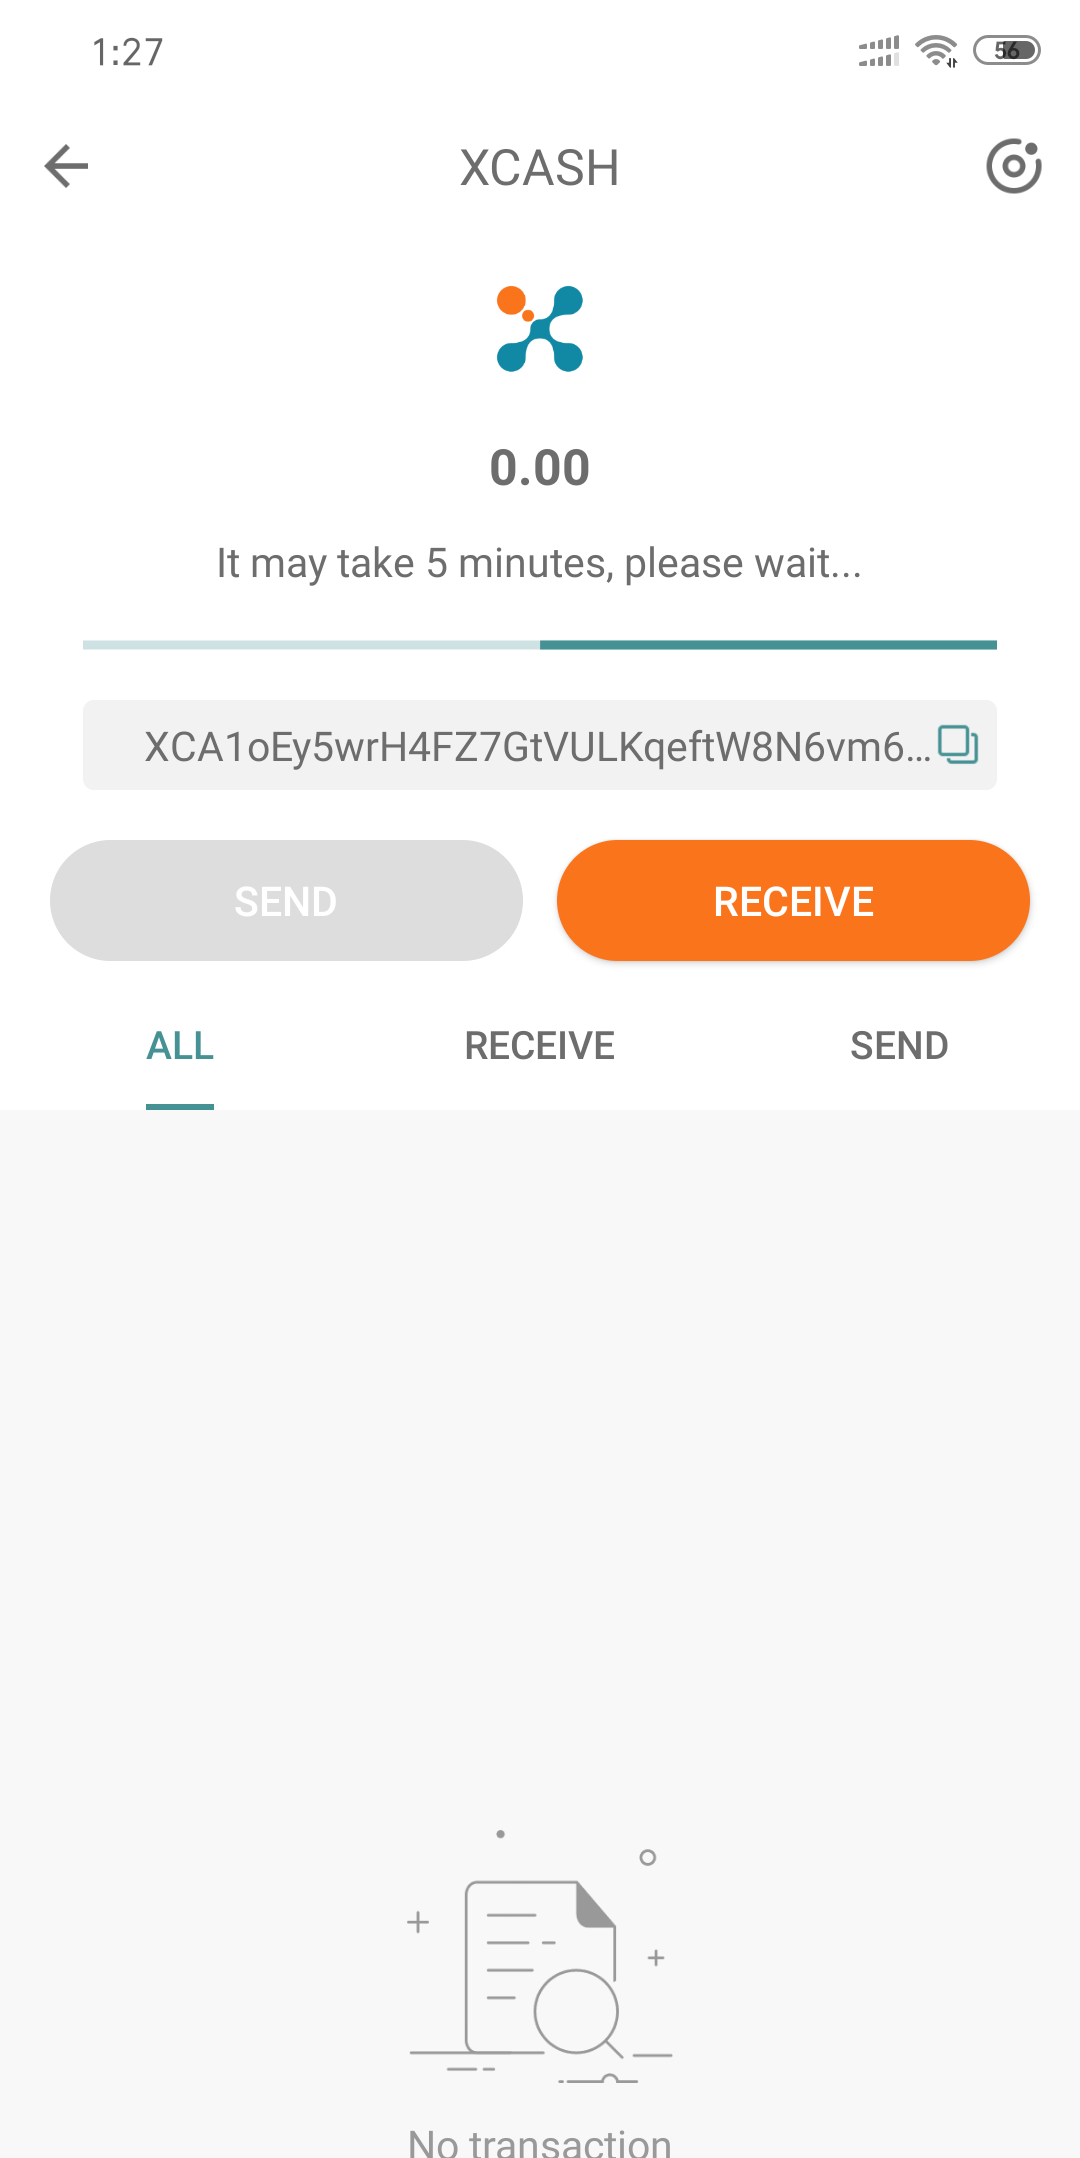 1:27
56
XCASH
0.00
It may take 5 minutes, please wait...
XCA1oEy5wrH4FZ7GtVULKqeftW8N6vm6...
SEND
RECEIVE
ALL
RECEIVE
SEND
No transaction